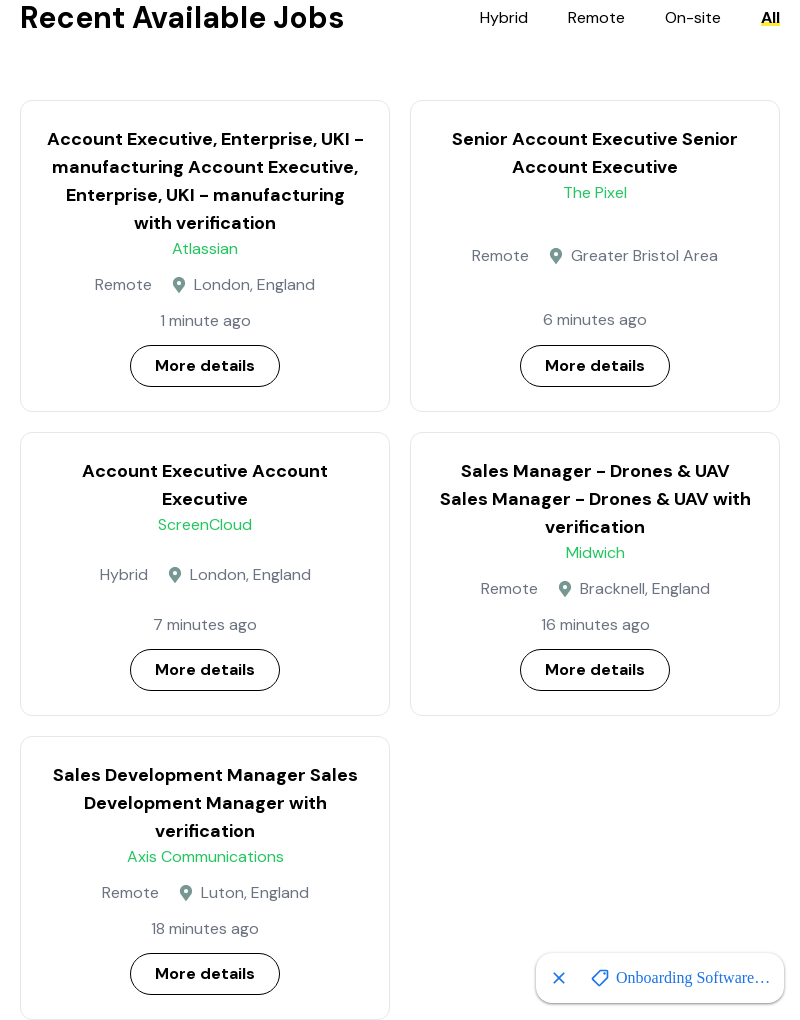 Recent Available Jobs
Hybrid
Remote
On-site
All
Account Executive, Enterprise, UKI -
manufacturing Account Executive,
Enterprise, UKI - manufacturing
with verification
Atlassian
Remote
London, England
1 minute ago
More details
Senior Account Executive Senior
Account Executive
The Pixel
Remote
Greater Bristol Area
6 minutes ago
More details
Account Executive Account
Executive
ScreenCloud
Hybrid
London, England
7 minutes ago
More details
Sales Manager - Drones & UAV
Sales Manager - Drones & UAV with
verification
Midwich
Remote
Bracknell, England
16 minutes ago
More details
Sales Development Manager Sales
Development Manager with
verification
Axis Communications
Remote
Luton, England
18 minutes ago
More details
Onboarding Software…